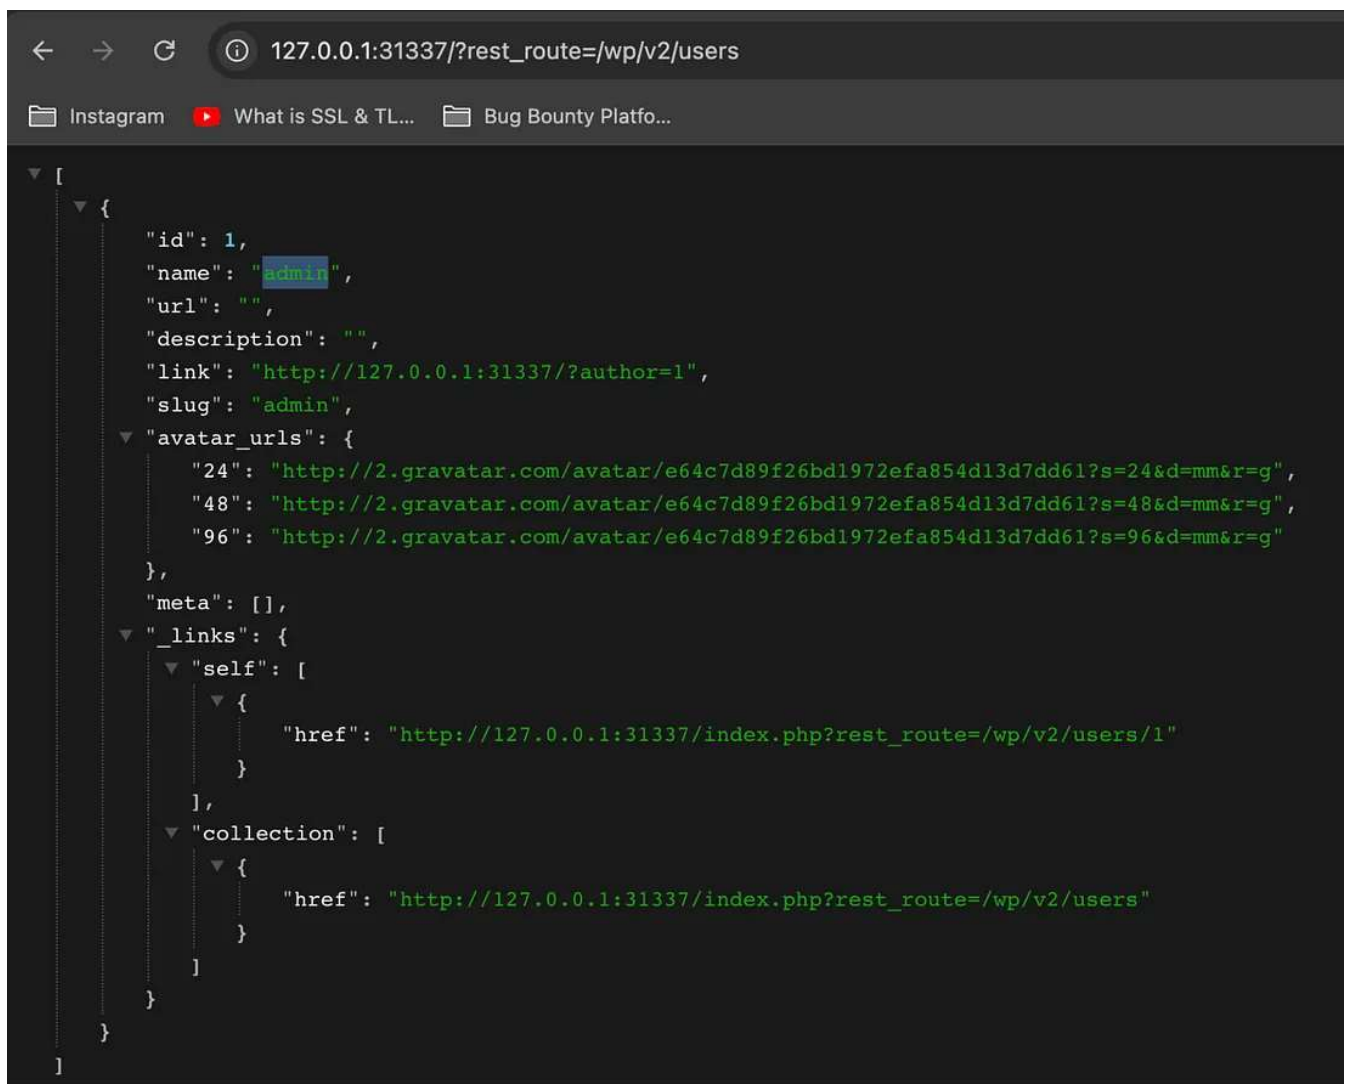 127.0.0.1:31337/?rest_route=/wp/v2/users
Instagram What is SSL & TL... Bug Bounty Platfo...
[
{
"id": 1,
"name": "admin",
"url": "",
"description": "",
"link": "http://127.0.0.1:31337/?author=1",
"slug": "admin",
"avatar_urls": {
"24": "http://2.gravatar.com/avatar/e64c7d89f26bd1972efa854d13d7dd61?s=24&d=mm&r=g",
"48": "http://2.gravatar.com/avatar/e64c7d89f26bd1972efa854d13d7dd61?s=48&d=mm&r=g",
"96": "http://2.gravatar.com/avatar/e64c7d89f26bd1972efa854d13d7dd61?s=96&d=mm&r=g"
},
"meta": [],
"_links": {
"self": [
{
"href": "http://127.0.0.1:31337/index.php?rest_route=/wp/v2/users/1"
}
],
"collection": [
{
"href": "http://127.0.0.1:31337/index.php?rest_route=/wp/v2/users"
}
]
}
}
]